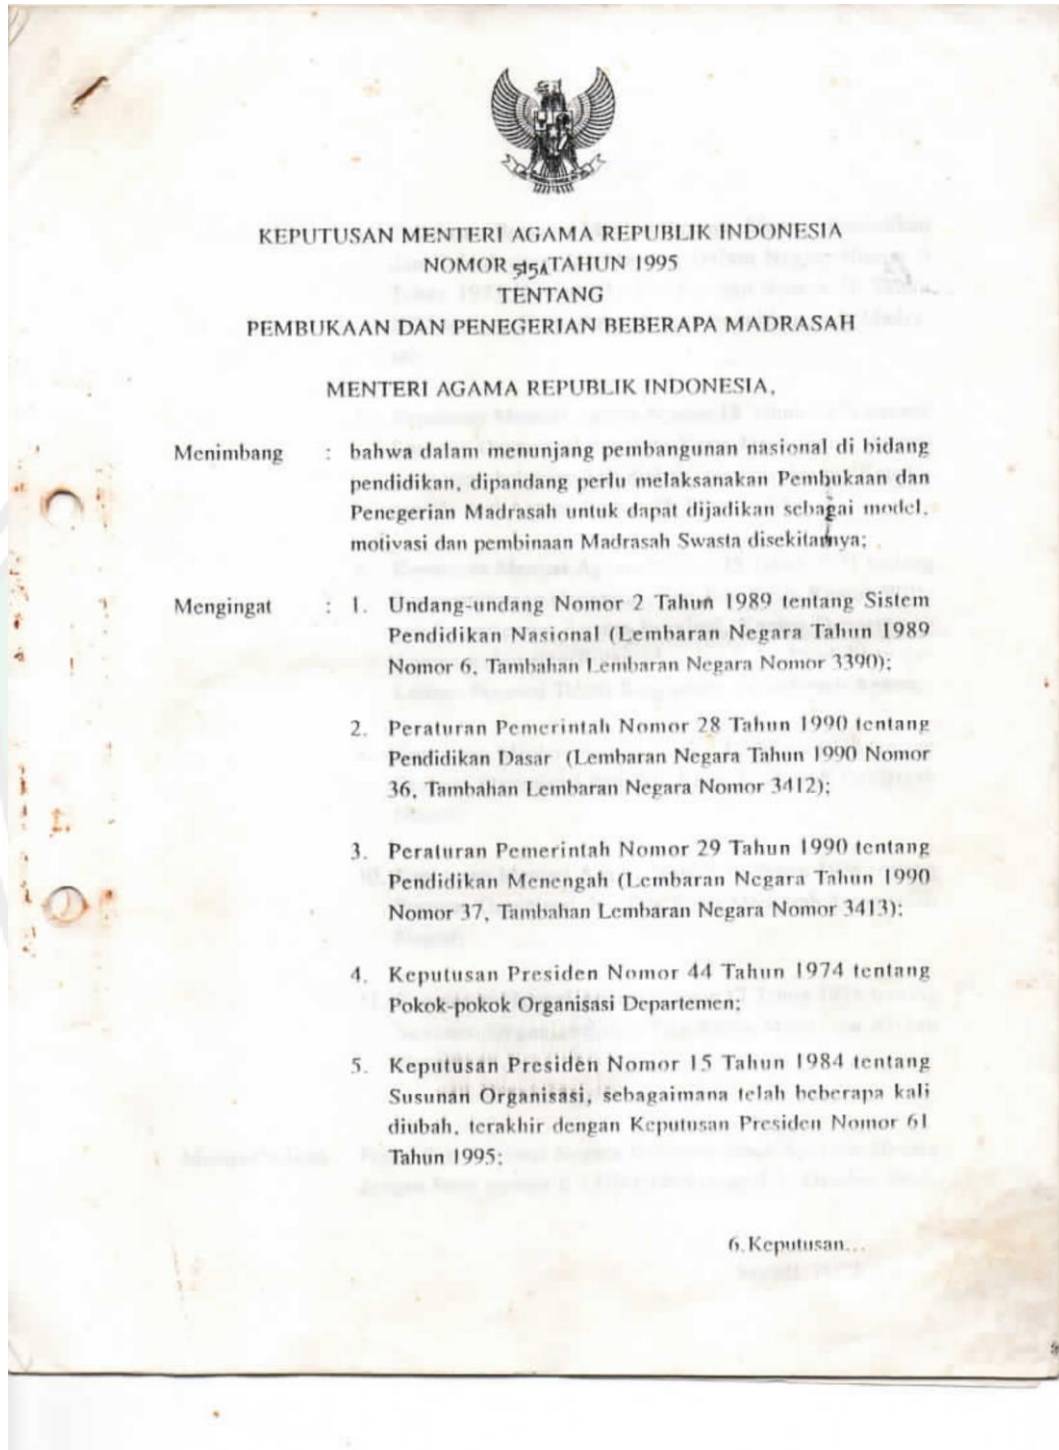 KEPUTUSAN MENTERI AGAMA REPUBLIK INDONESIA
NOMOR 515A TAHUN 1995
TENTANG
PEMBUKAAN DAN PENEGERIAN BEBERAPA MADRASAH
MENTERI AGAMA REPUBLIK INDONESIA,
Menimbang : bahwa dalam menunjang pembangunan nasional di bidang
pendidikan, dipandang perlu melaksanakan Pembukaan dan
Penegerian Madrasah untuk dapat dijadikan sebagai model,
motivasi dan pembinaan Madrasah Swasta disekitarnya;
Mengingat : 1. Undang-undang Nomor 2 Tahun 1989 tentang Sistem
Pendidikan Nasional (Lembaran Negara Tahun 1989
Nomor 6, Tambahan Lembaran Negara Nomor 3390);
2. Peraturan Pemerintah Nomor 28 Tahun 1990 tentang
Pendidikan Dasar (Lembaran Negara Tahun 1990 Nomor
36, Tambahan Lembaran Negara Nomor 3412);
3. Peraturan Pemerintah Nomor 29 Tahun 1990 tentang
Pendidikan Menengah (Lembaran Negara Tahun 1990
Nomor 37, Tambahan Lembaran Negara Nomor 3413);
4. Keputusan Presiden Nomor 44 Tahun 1974 tentang
Pokok-pokok Organisasi Departemen;
5. Keputusan Presiden Nomor 15 Tahun 1984 tentang
Susunan Organisasi, sebagaimana telah beberapa kali
diubah, terakhir dengan Keputusan Presiden Nomor 61
Tahun 1995;
6. Keputusan...